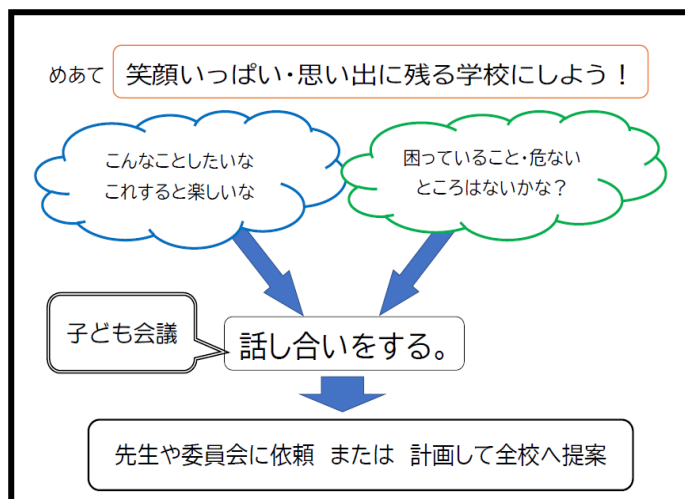 めあて 笑顔いっぱい・思い出に残る学校にしよう！
こんなことしたいな
これすると楽しいな
困っていること・危ない
ところはないかな？
子ども会議
話し合いをする。
先生や委員会に依頼 または 計画して全校へ提案